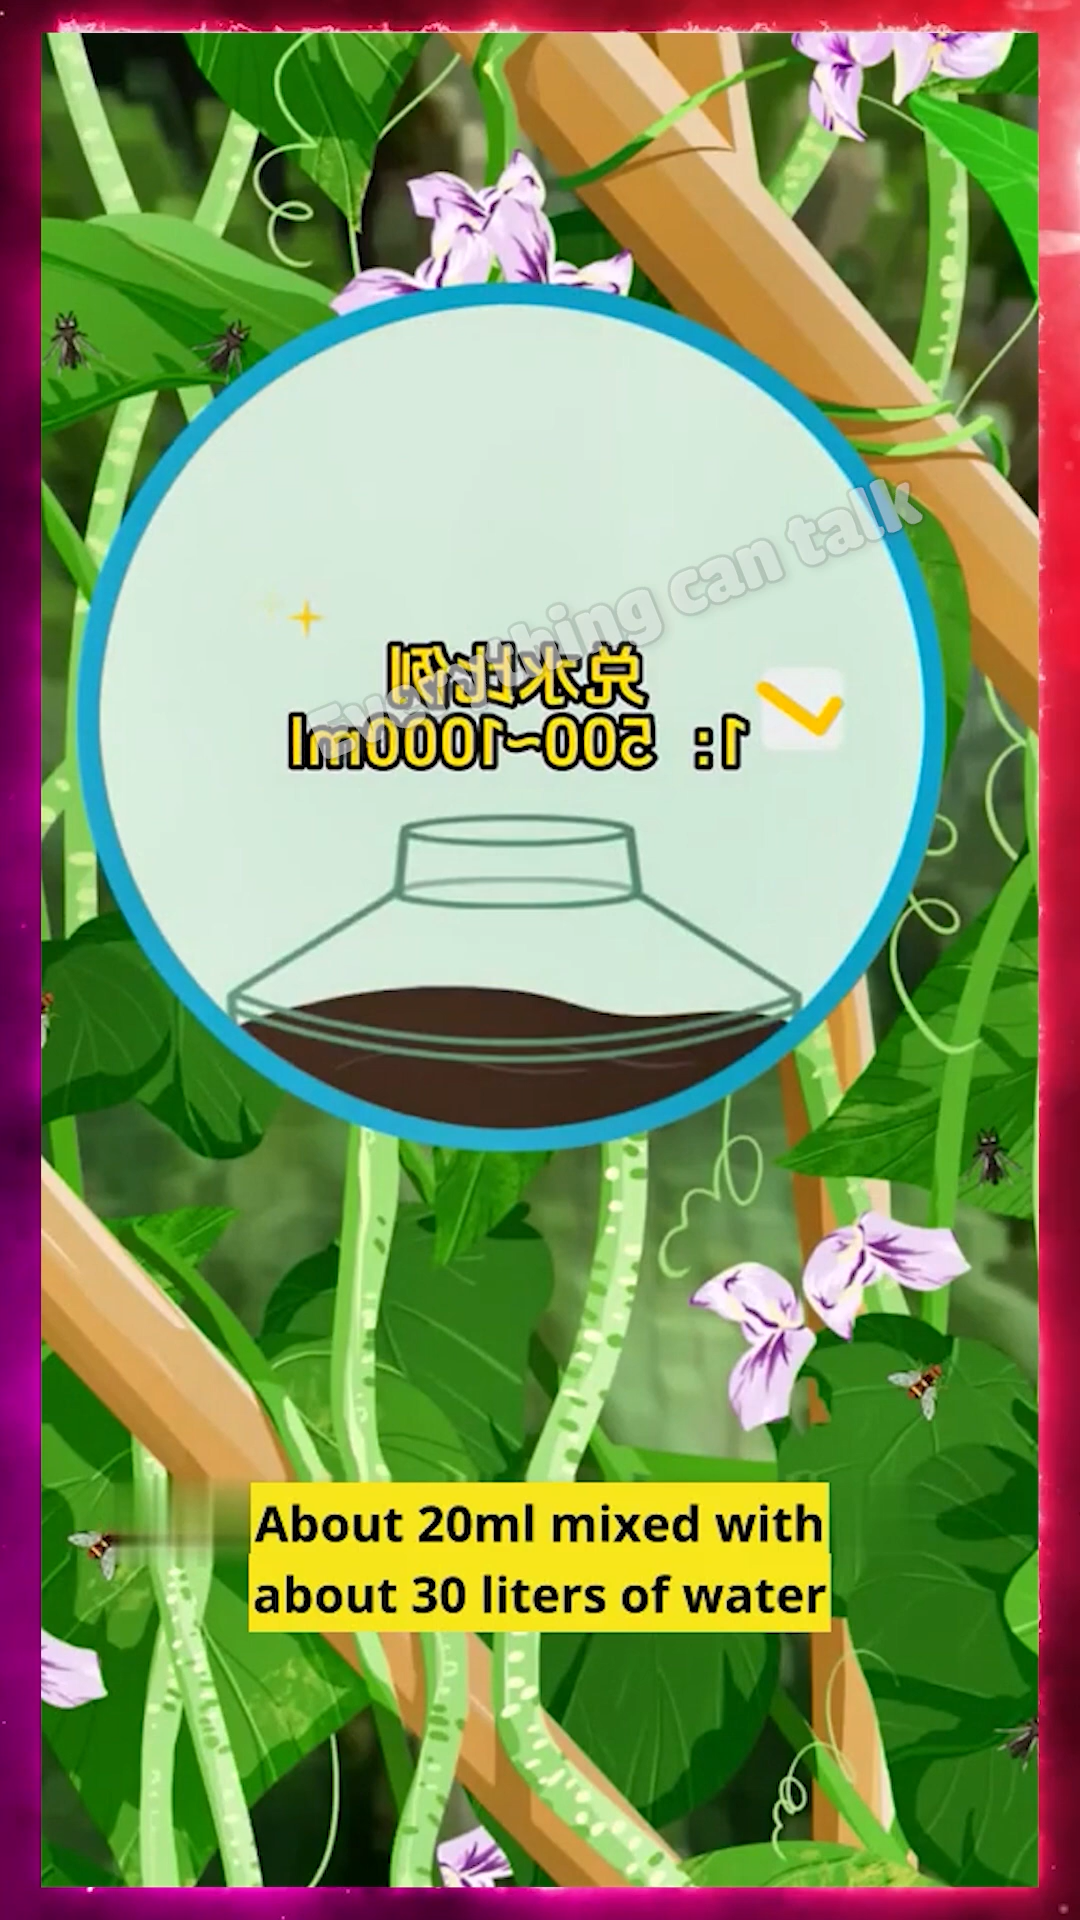 Everything can talk
兑水比例
1：500~1000ml
About 20ml mixed with
about 30 liters of water